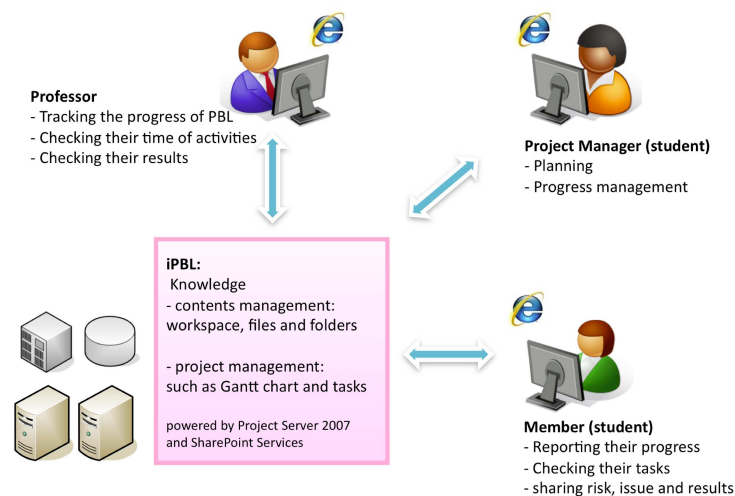 Professor
- Tracking the progress of PBL
- Checking their time of activities
- Checking their results
Project Manager (student)
- Planning
- Progress management
iPBL:
Knowledge
- contents management:
workspace, files and folders
- project management:
such as Gantt chart and tasks
powered by Project Server 2007
and SharePoint Services
Member (student)
- Reporting their progress
- Checking their tasks
- sharing risk, issue and results